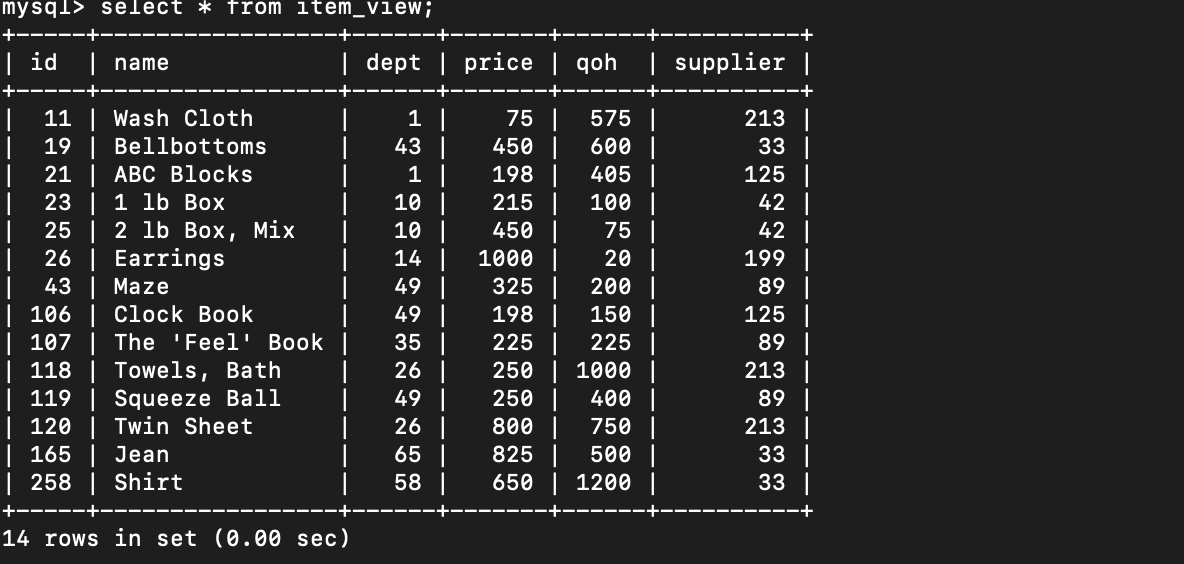 mysql> select * from item_view;
+-----+-----------------+------+-------+------+----------+
| id  | name            | dept | price | qoh  | supplier |
+-----+-----------------+------+-------+------+----------+
|  11 | Wash Cloth      |    1 |    75 |  575 |      213 |
|  19 | Bellbottoms     |   43 |   450 |  600 |       33 |
|  21 | ABC Blocks      |    1 |   198 |  405 |      125 |
|  23 | 1 lb Box        |   10 |   215 |  100 |       42 |
|  25 | 2 lb Box, Mix   |   10 |   450 |   75 |       42 |
|  26 | Earrings        |   14 |  1000 |   20 |      199 |
|  43 | Maze            |   49 |   325 |  200 |       89 |
| 106 | Clock Book      |   49 |   198 |  150 |      125 |
| 107 | The 'Feel' Book |   35 |   225 |  225 |       89 |
| 118 | Towels, Bath    |   26 |   250 | 1000 |      213 |
| 119 | Squeeze Ball    |   49 |   250 |  400 |       89 |
| 120 | Twin Sheet      |   26 |   800 |  750 |      213 |
| 165 | Jean            |   65 |   825 |  500 |       33 |
| 258 | Shirt           |   58 |   650 | 1200 |       33 |
+-----+-----------------+------+-------+------+----------+
14 rows in set (0.00 sec)